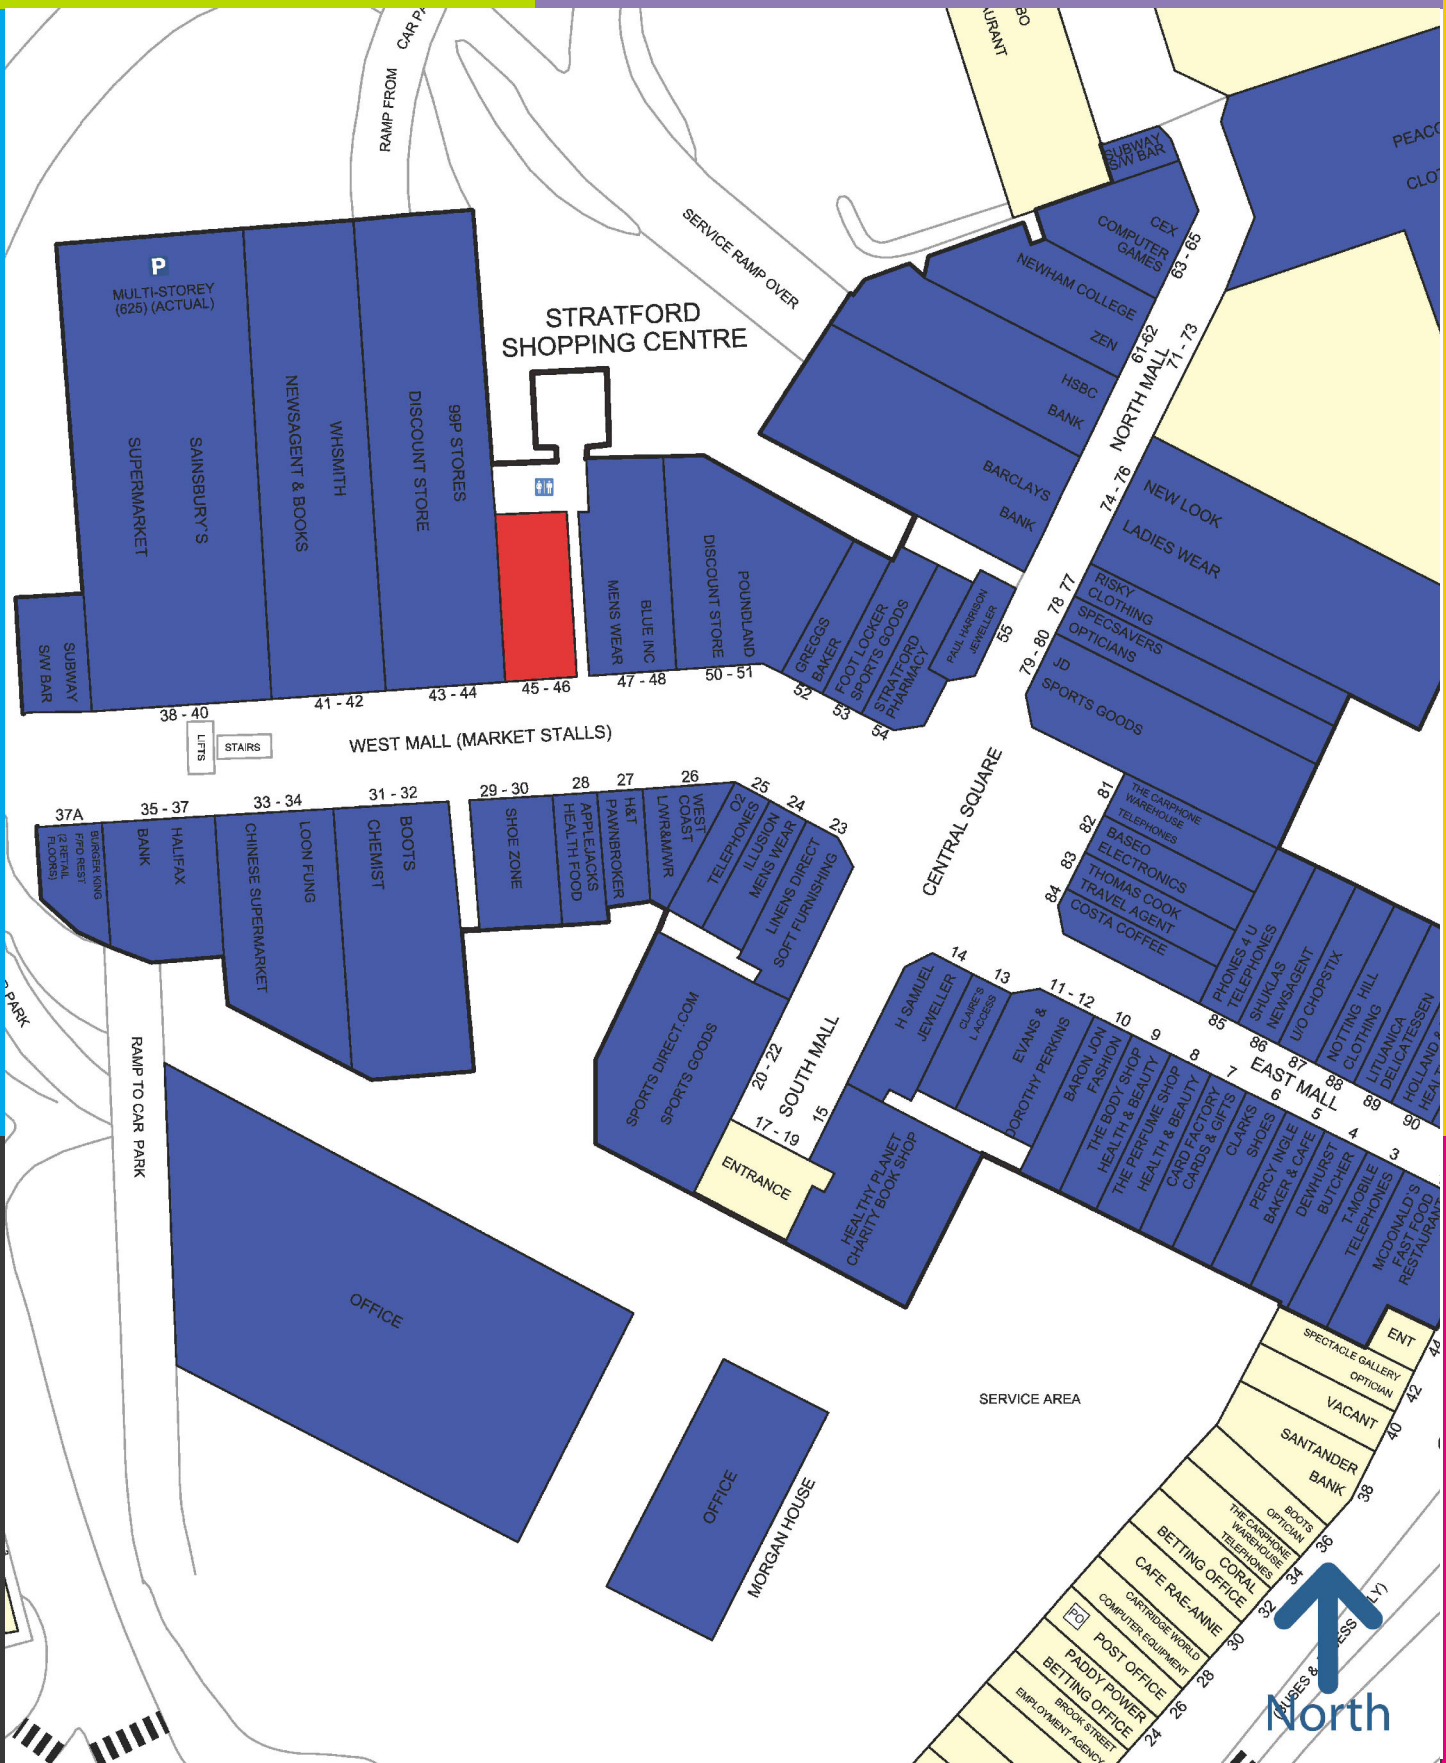 RAMP FROM
SUBWAY
S/W BAR
CEX
COMPUTER
GAMES
63 - 65
NEWHAM COLLEGE
ZEN
61-62
71 - 73
NORTH MALL
HSBC
BANK
BARCLAYS
BANK
74 - 76
NEW LOOK
LADIES WEAR
SERVICE RAMP OVER
P
MULTI-STOREY
(625) (ACTUAL)
STRATFORD
SHOPPING CENTRE
SAINSBURY'S
SUPERMARKET
WHSMITH
NEWSAGENT & BOOKS
99P STORES
DISCOUNT STORE
BLUE INC
MENS WEAR
POUNDLAND
DISCOUNT STORE
GREGGS
BAKER
FOOT LOCKER
SPORTS GOODS
STRATFORD
PHARMACY
PAUL HARRISON
JEWELLER
SUBWAY
S/W BAR
38 - 40
41 - 42
43 - 44
45 - 46
47 - 48
50 - 51
52
53
54
55
77
78
79 - 80
RISKY
CLOTHING
SPECSAVERS
OPTICIANS
JD
SPORTS GOODS
LIFTS
STAIRS
WEST MALL (MARKET STALLS)
CENTRAL SQUARE
37A
35 - 37
33 - 34
31 - 32
29 - 30
28
27
26
25
24
23
BURGER KING
F/FD REST
(2 RETAIL
FLOORS)
HALIFAX
BANK
LOON FUNG
CHINESE SUPERMARKET
BOOTS
CHEMIST
SHOE ZONE
APPLEJACKS
HEALTH FOOD
H&T
PAWNBROKER
WEST
COAST
L/WR&M/WR
O2
TELEPHONES
ILLUSION
MENS WEAR
LINENS DIRECT
SOFT FURNISHING
81
82
83
84
THE CARPHONE
WAREHOUSE
TELEPHONES
BASEO
ELECTRONICS
THOMAS COOK
TRAVEL AGENT
COSTA COFFEE
PHONES 4 U
TELEPHONES
SHUKLAS
NEWSAGENT
U/O CHOPSTIX
NOTTING HILL
CLOTHING
LITUANICA
DELICATESSEN
85
86
87
88
89
90
EAST MALL
SPORTS DIRECT.COM
SPORTS GOODS
20 - 22
SOUTH MALL
15
17 - 19
ENTRANCE
14
13
11 - 12
10
9
8
7
6
5
4
3
H SAMUEL
JEWELLER
CLAIRE'S
L ACCESS
EVANS &
DOROTHY PERKINS
BARON JON
FASHION
THE BODY SHOP
HEALTH & BEAUTY
THE PERFUME SHOP
HEALTH & BEAUTY
CARD FACTORY
CARDS & GIFTS
CLARKS
SHOES
PERCY INGLE
BAKER & CAFE
DEWHURST
BUTCHER
T-MOBILE
TELEPHONES
MCDONALD'S
FAST FOOD
RESTAURANT
HEALTHY PLANET
CHARITY BOOK SHOP
RAMP TO CAR PARK
PARK
OFFICE
OFFICE
MORGAN HOUSE
SERVICE AREA
ENT
44
SPECTACLE GALLERY
OPTICIAN
42
VACANT
40
SANTANDER
BANK
38
BOOTS
OPTICIAN
36
THE CARPHONE
WAREHOUSE
TELEPHONES
34
CORAL
BETTING OFFICE
32
CAFE RAE-ANNE
30
CARTRIDGE WORLD
COMPUTER EQUIPMENT
28
PO
POST OFFICE
26
PADDY POWER
BETTING OFFICE
24
BROOK STREET
EMPLOYMENT AGENCY
North